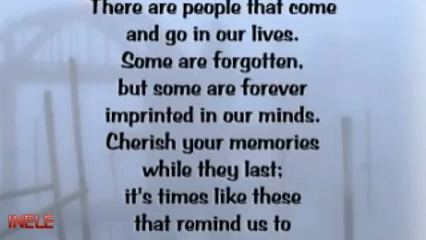 There are people that come
and go in our lives.
Some are forgotten,
but some are forever
imprinted in our minds.
Cherish your memories
while they last;
it's times like these
that remind us to
INELE